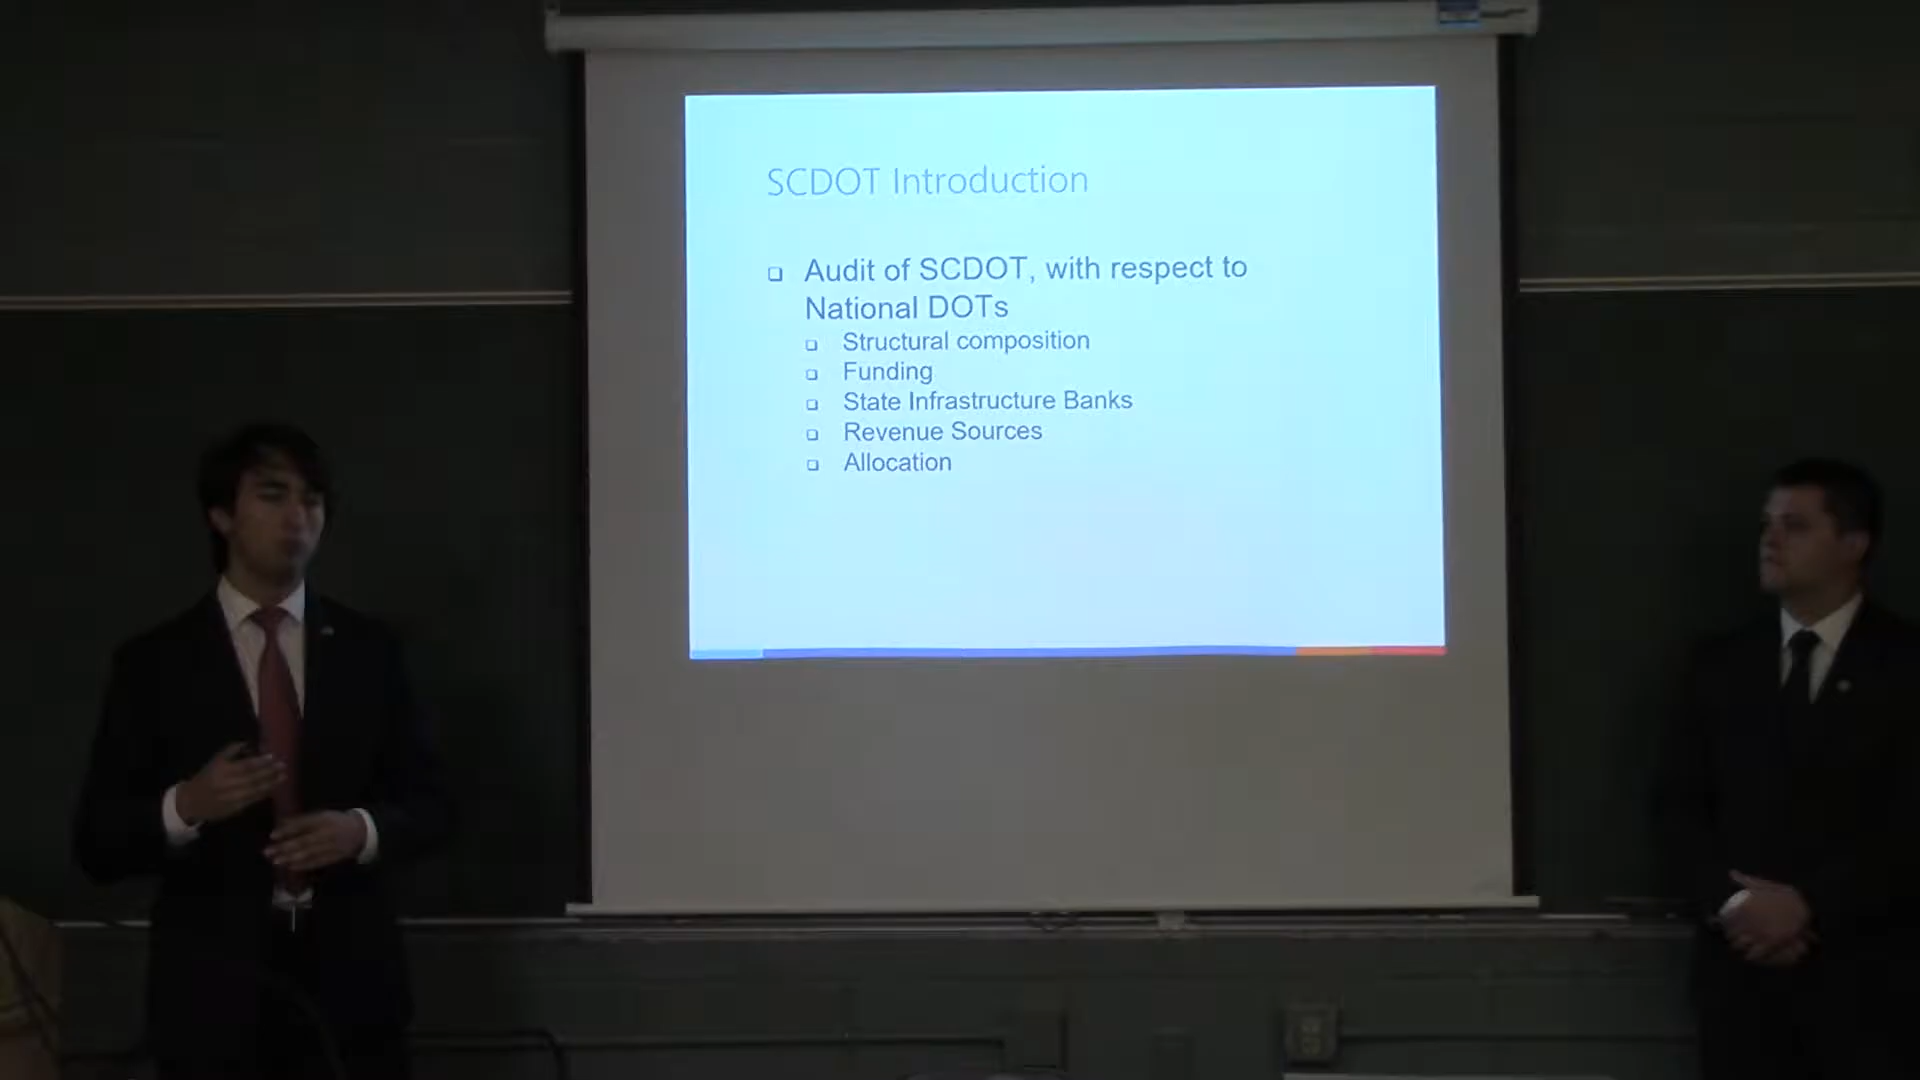 SCDOT Introduction
Audit of SCDOT, with respect to
National DOTs
Structural composition
Funding
State Infrastructure Banks
Revenue Sources
Allocation